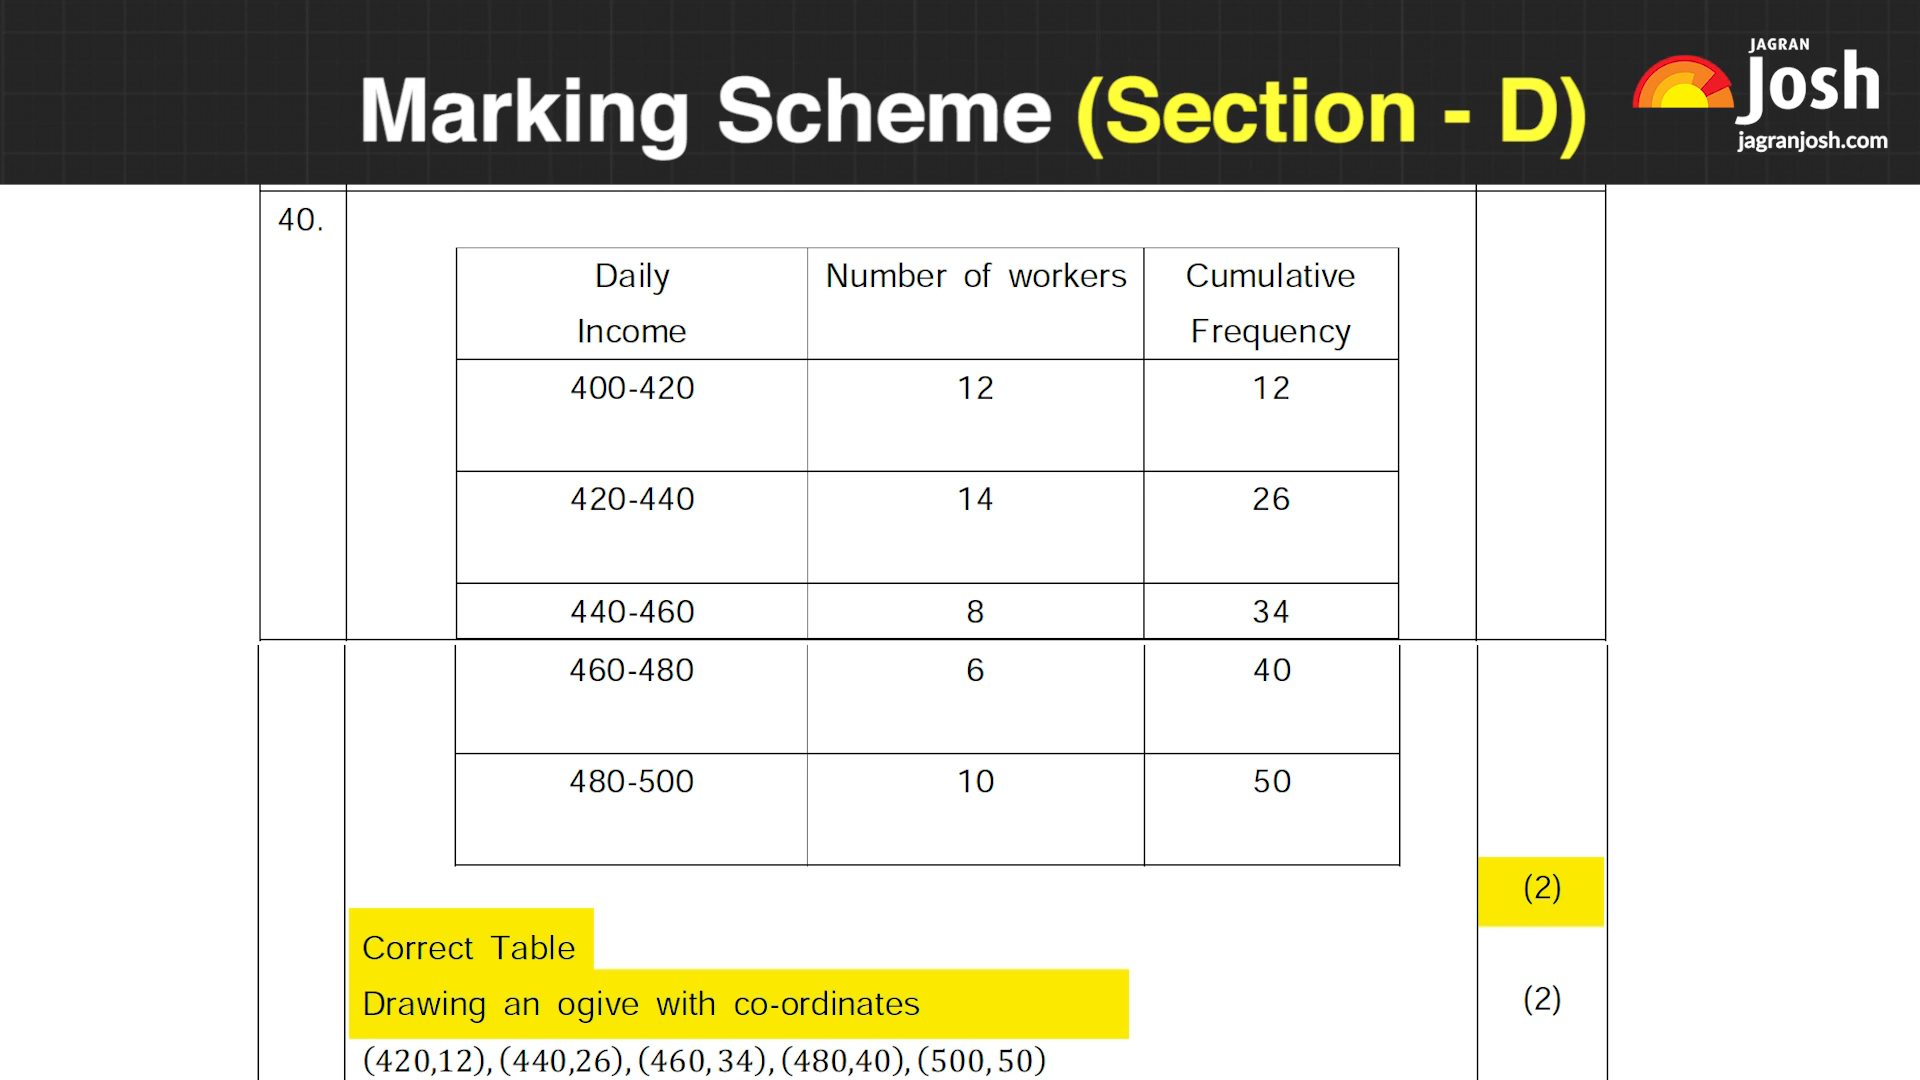 Marking Scheme (Section - D)
JAGRAN
Josh
jagranjosh.com
40.
Daily Income Number of workers Cumulative Frequency
400-420 12 12
420-440 14 26
440-460 8 34
460-480 6 40
480-500 10 50
(2)
Correct Table
Drawing an ogive with co-ordinates (2)
(420,12), (440,26), (460, 34), (480,40), (500, 50)